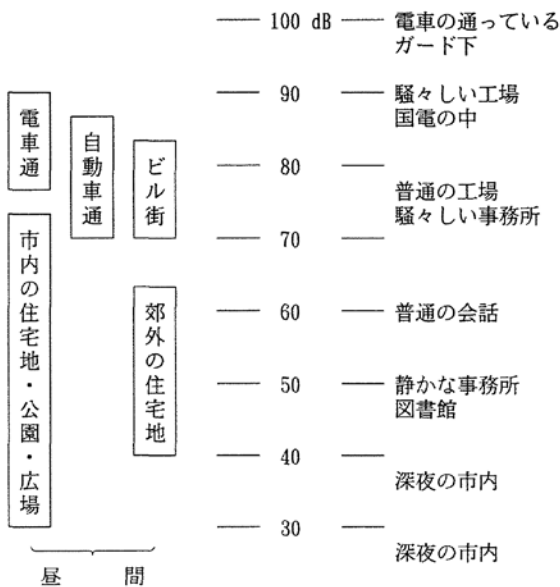 100 dB 電車の通っている
ガード下
90 騒々しい工場
国電の中
電車通
自動車通
ビル街
80
普通の工場
騒々しい事務所
70
市内の住宅地・公園・広場
郊外の住宅地
60 普通の会話
50 静かな事務所
図書館
40
深夜の市内
30
深夜の市内
昼 間